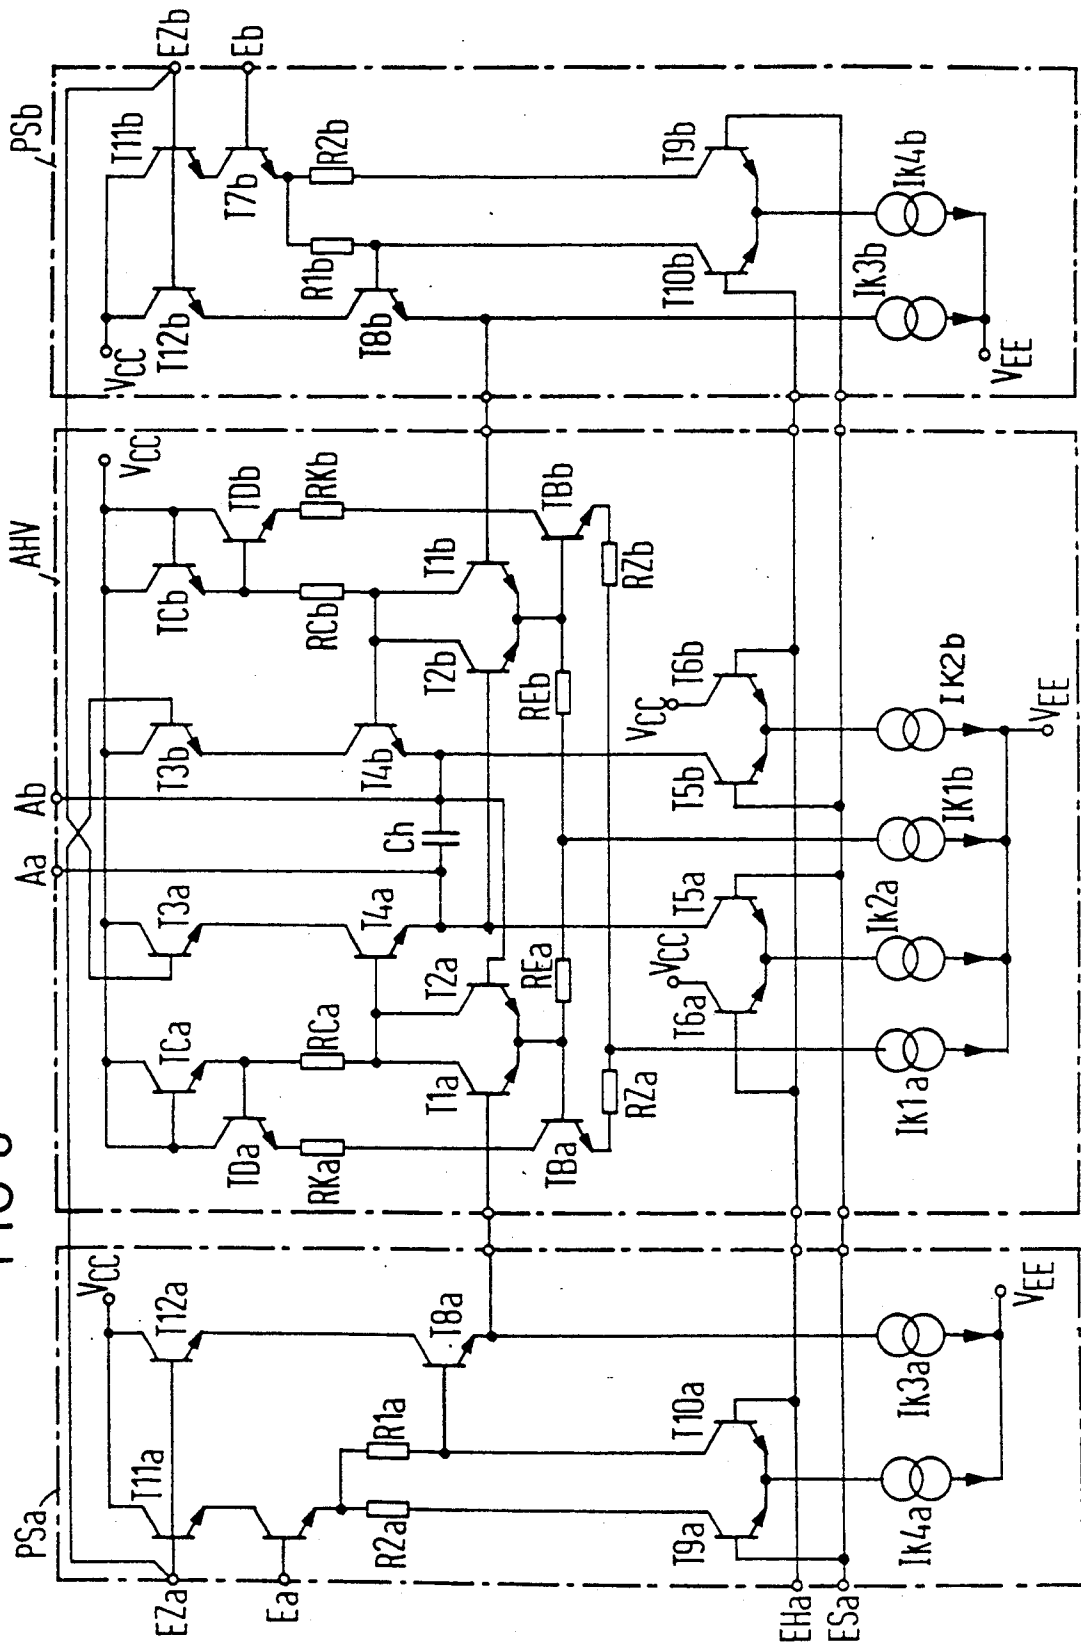 EZb
Eb
PSb
T11b
T7b
R2b
T9b
Ik4b
VCC
T12b
R1b
T8b
T10b
Ik3b
VEE
AHV
VCC
TDb
RKb
TBb
TCb
RCb
T1b
RZb
T2b
REb
T6b
VCC
IK2b
VEE
Ab
T3b
T4b
T5b
IK1b
Aa
Ch
T3a
T4a
T5a
Ik2a
T2a
REa
VCC
T6a
TCa
RCa
T1a
RZa
Ik1a
TDa
RKa
TBa
PSa
VCC
T12a
T8a
VEE
T11a
R1a
T10a
Ik3a
R2a
T9a
Ik4a
EZa
Ea
EHa
ESa